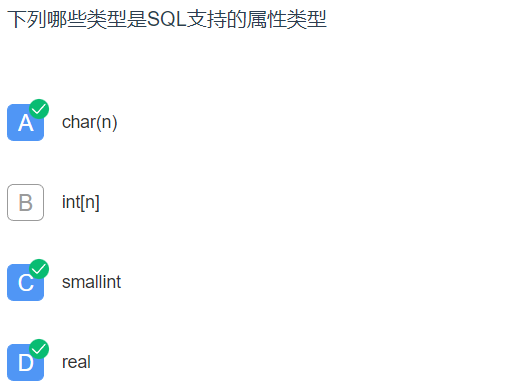 下列哪些类型是SQL支持的属性类型
A char(n)
B int[n]
C smallint
D real